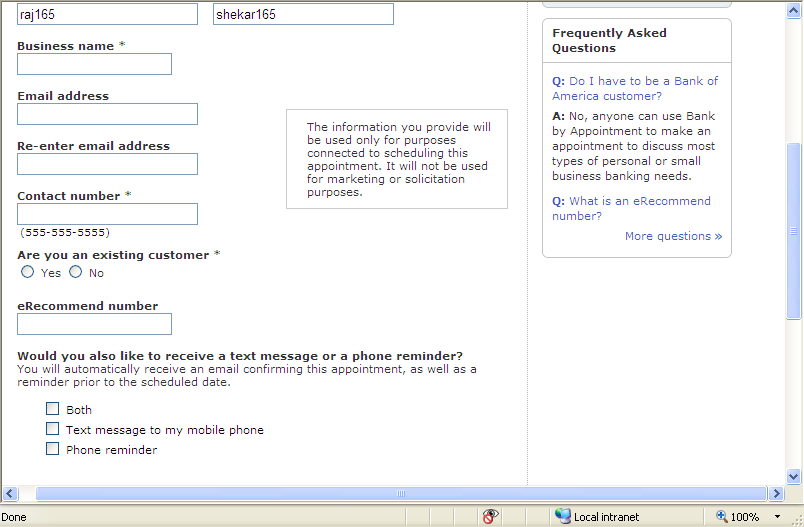 raj165 shekar165
Business name *
Email address
Re-enter email address
Contact number *
(555-555-5555)
Are you an existing customer *
Yes No
eRecommend number
Would you also like to receive a text message or a phone reminder?
You will automatically receive an email confirming this appointment, as well as a
reminder prior to the scheduled date.
Both
Text message to my mobile phone
Phone reminder
The information you provide will
be used only for purposes
connected to scheduling this
appointment. It will not be used
for marketing or solicitation
purposes.
Frequently Asked
Questions
Q: Do I have to be a Bank of
America customer?
A: No, anyone can use Bank
by Appointment to make an
appointment to discuss most
types of personal or small
business banking needs.
Q: What is an eRecommend
number?
More questions »
Done
Local intranet
100%